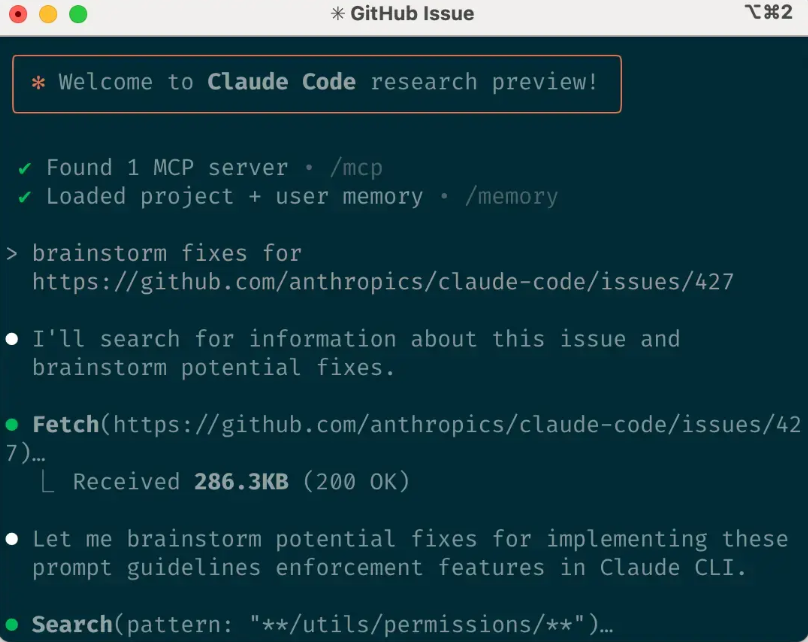 ✳ GitHub Issue
⌥⌘2
✻ Welcome to Claude Code research preview!
✔ Found 1 MCP server • /mcp
✔ Loaded project + user memory • /memory
> brainstorm fixes for
https://github.com/anthropics/claude-code/issues/427
● I'll search for information about this issue and
brainstorm potential fixes.
● Fetch(https://github.com/anthropics/claude-code/issues/42
7)…
⎿ Received 286.3KB (200 OK)
● Let me brainstorm potential fixes for implementing these
prompt guidelines enforcement features in Claude CLI.
● Search(pattern: "**/utils/permissions/**")…